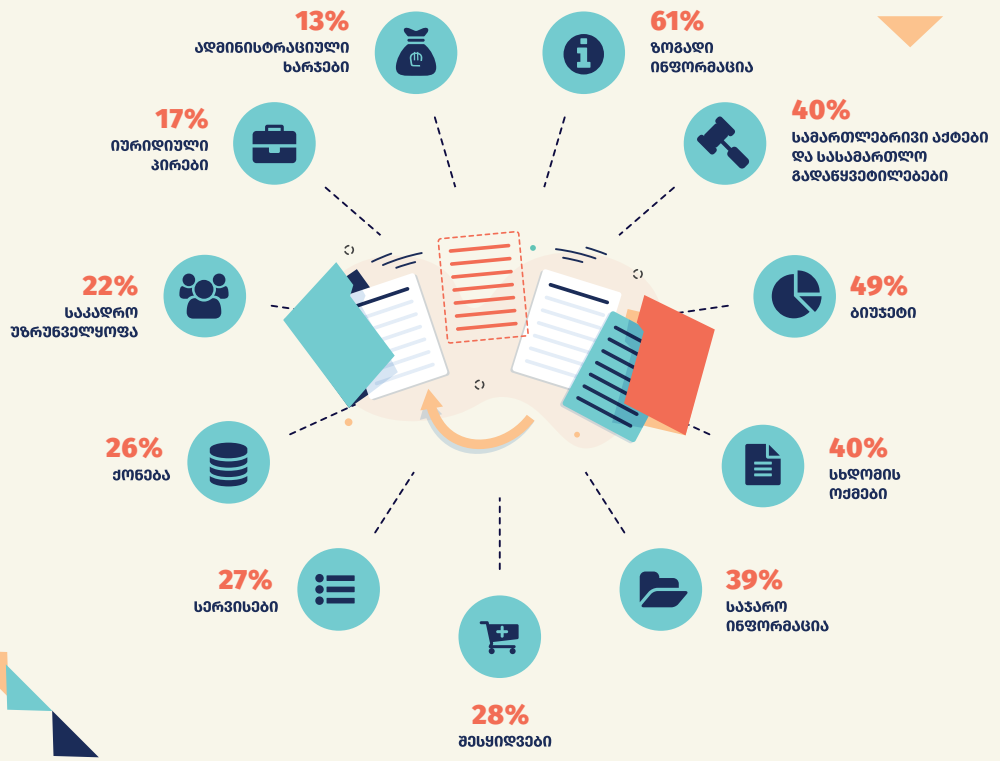 13%
ადმინისტრაციული
ხარჯები
61%
ზოგადი
ინფორმაცია
17%
იურიდიული
პირები
40%
სამართლებრივი აქტები
და სასამართლო
გადაწყვეტილებები
22%
საკადრო
უზრუნველყოფა
49%
ბიუჯეტი
26%
ქონება
40%
სხდომის
ოქმები
27%
სერვისები
39%
საჯარო
ინფორმაცია
28%
შესყიდვები